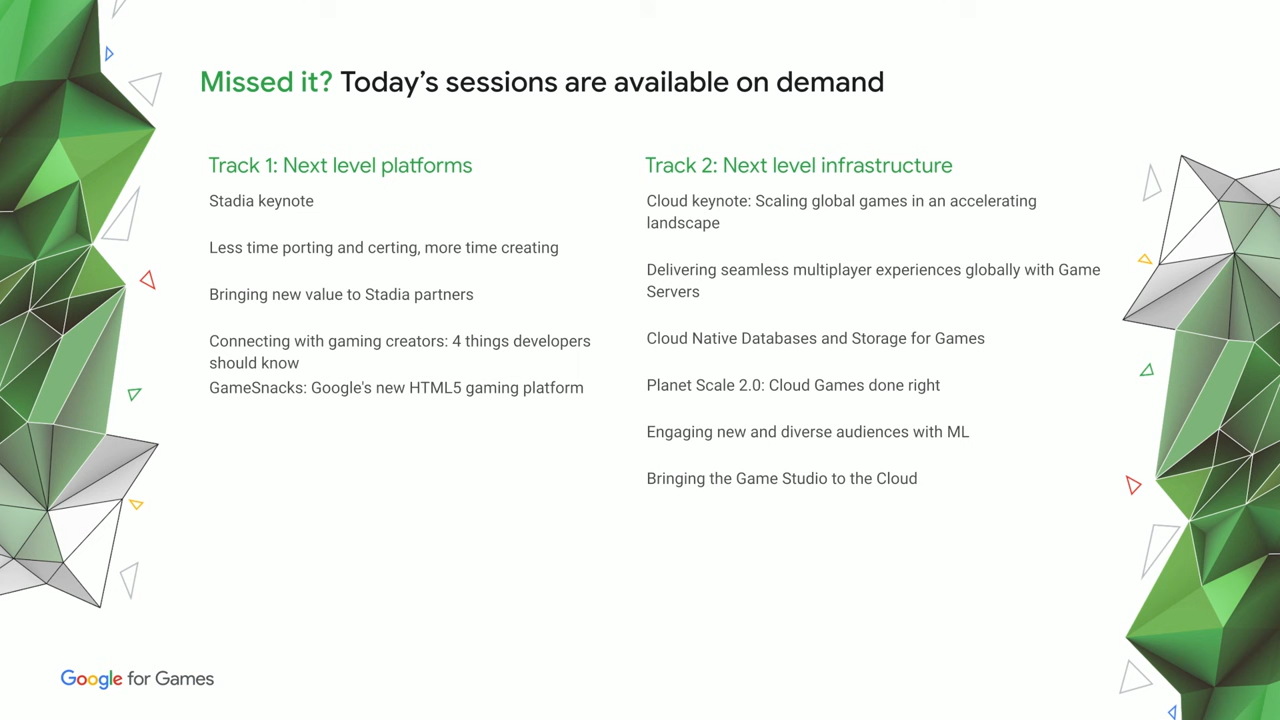 Missed it? Today’s sessions are available on demand
Track 1: Next level platforms
Stadia keynote
Less time porting and certing, more time creating
Bringing new value to Stadia partners
Connecting with gaming creators: 4 things developers
should know
GameSnacks: Google's new HTML5 gaming platform
Track 2: Next level infrastructure
Cloud keynote: Scaling global games in an accelerating
landscape
Delivering seamless multiplayer experiences globally with Game
Servers
Cloud Native Databases and Storage for Games
Planet Scale 2.0: Cloud Games done right
Engaging new and diverse audiences with ML
Bringing the Game Studio to the Cloud
Google for Games